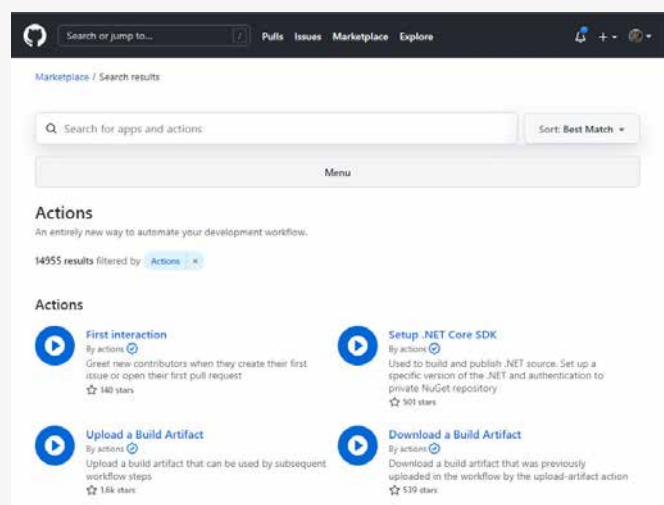 Search or jump to... / Pulls Issues Marketplace Explore
Marketplace / Search results
Search for apps and actions
Sort: Best Match
Menu
Actions
An entirely new way to automate your development workflow.
14955 results filtered by Actions ×
Actions
First interaction
By actions
Greet new contributors when they create their first
issue or open their first pull request
140 stars
Setup .NET Core SDK
By actions
Used to build and publish .NET source. Set up a
specific version of the .NET and authentication to
private NuGet repository
501 stars
Upload a Build Artifact
By actions
Upload a build artifact that can be used by subsequent
workflow steps
1.6k stars
Download a Build Artifact
By actions
Download a build artifact that was previously
uploaded in the workflow by the upload-artifact action
539 stars